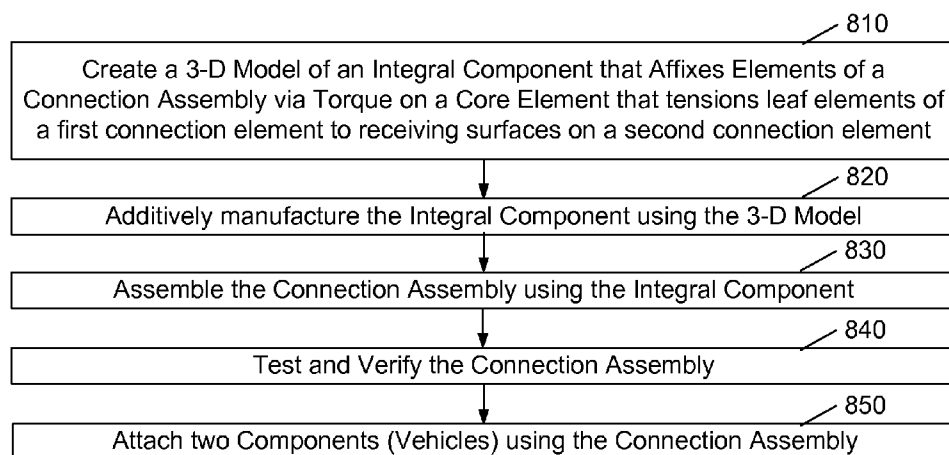 810
Create a 3-D Model of an Integral Component that Affixes Elements of a
Connection Assembly via Torque on a Core Element that tensions leaf elements of
a first connection element to receiving surfaces on a second connection element
820
Additively manufacture the Integral Component using the 3-D Model
830
Assemble the Connection Assembly using the Integral Component
840
Test and Verify the Connection Assembly
850
Attach two Components (Vehicles) using the Connection Assembly